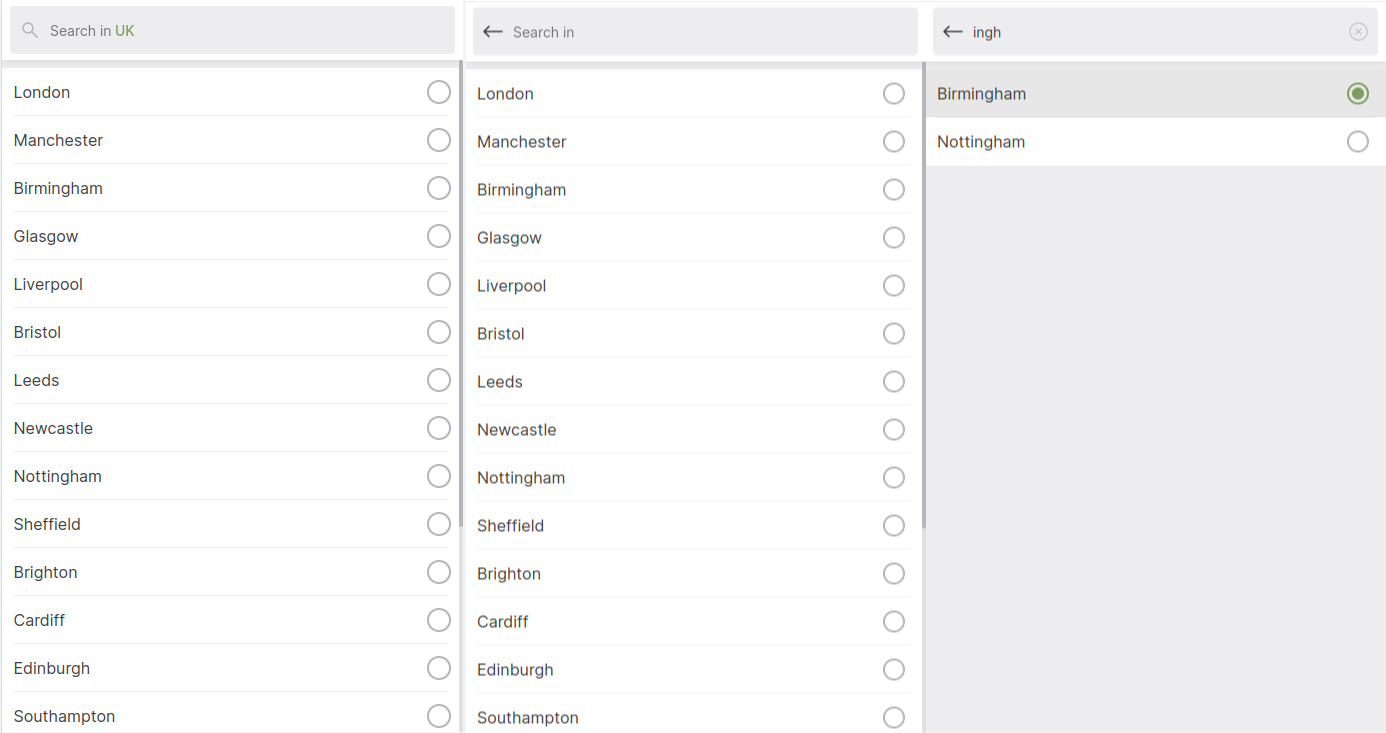 Search in UK
London
Manchester
Birmingham
Glasgow
Liverpool
Bristol
Leeds
Newcastle
Nottingham
Sheffield
Brighton
Cardiff
Edinburgh
Southampton
Search in
London
Manchester
Birmingham
Glasgow
Liverpool
Bristol
Leeds
Newcastle
Nottingham
Sheffield
Brighton
Cardiff
Edinburgh
Southampton
ingh
Birmingham
Nottingham